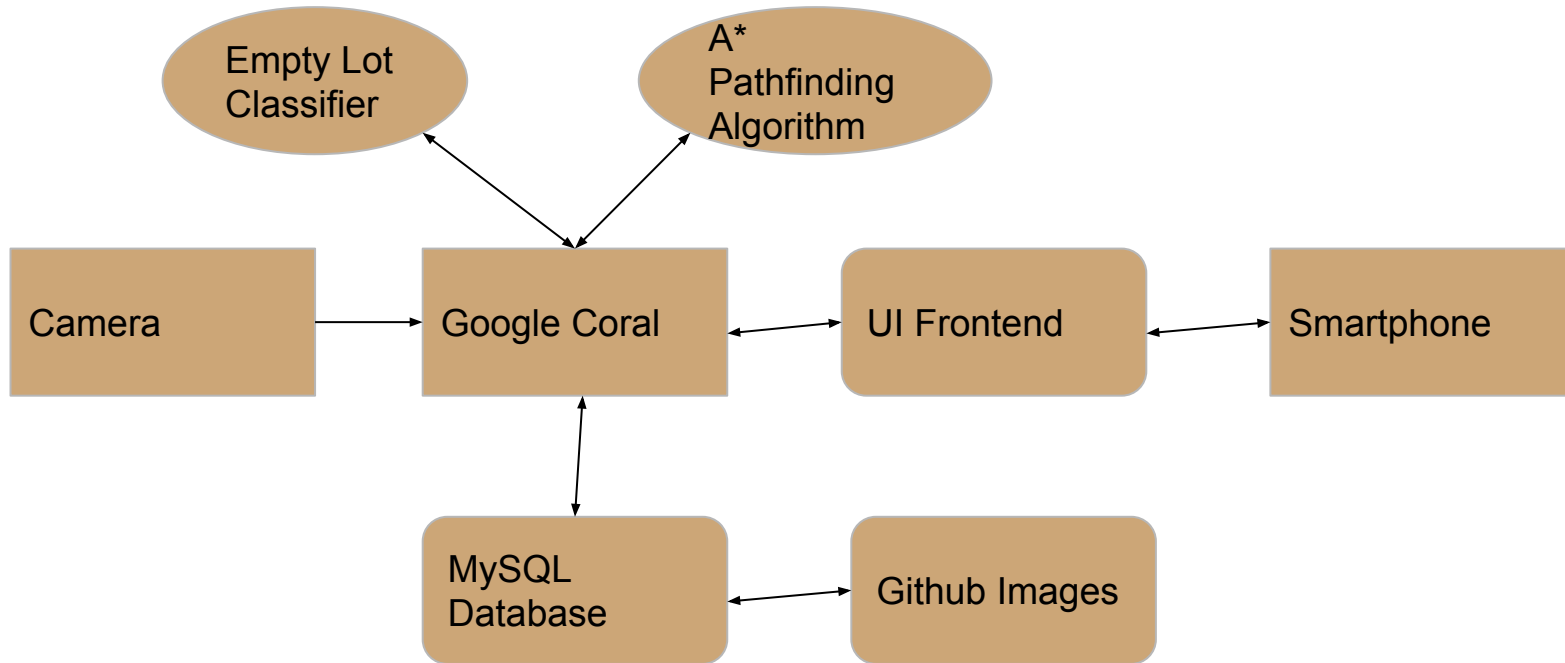 Empty Lot
Classifier
A*
Pathfinding
Algorithm
Camera
Google Coral
UI Frontend
Smartphone
MySQL
Database
Github Images